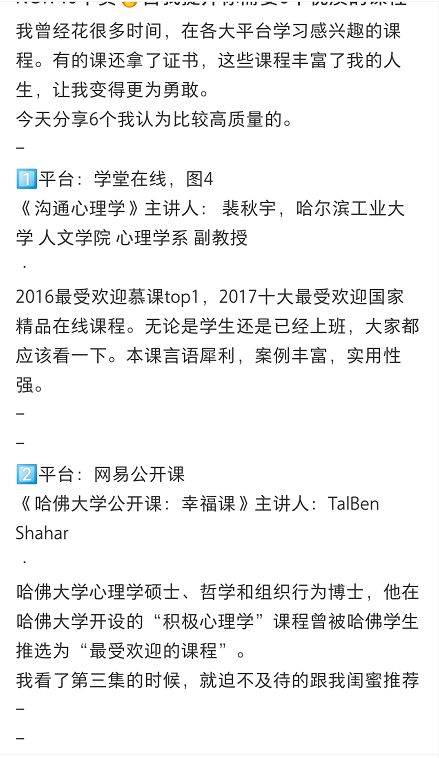 我曾经花很多时间，在各大平台学习感兴趣的课
程。有的课还拿了证书，这些课程丰富了我的人
生，让我变得更为勇敢。
今天分享6个我认为比较高质量的。
–
1️⃣平台：学堂在线，图4
《沟通心理学》主讲人： 裴秋宇，哈尔滨工业大
学 人文学院 心理学系 副教授
·
2016最受欢迎慕课top1，2017十大最受欢迎国家
精品在线课程。无论是学生还是已经上班，大家都
应该看一下。本课言语犀利，案例丰富，实用性
强。
–
–
2️⃣平台：网易公开课
《哈佛大学公开课：幸福课》主讲人：TalBen
Shahar
·
哈佛大学心理学硕士、哲学和组织行为博士，他在
哈佛大学开设的“积极心理学”课程曾被哈佛学生
推选为“最受欢迎的课程”。
我看了第三集的时候，就迫不及待的跟我闺蜜推荐
–
–